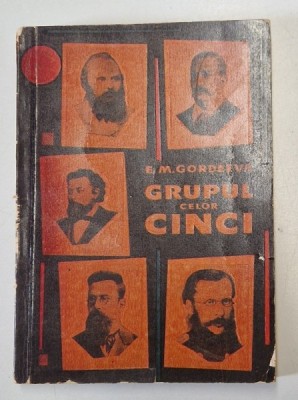 E. M. GORDEEVA
GRUPUL
CELOR
CINCI